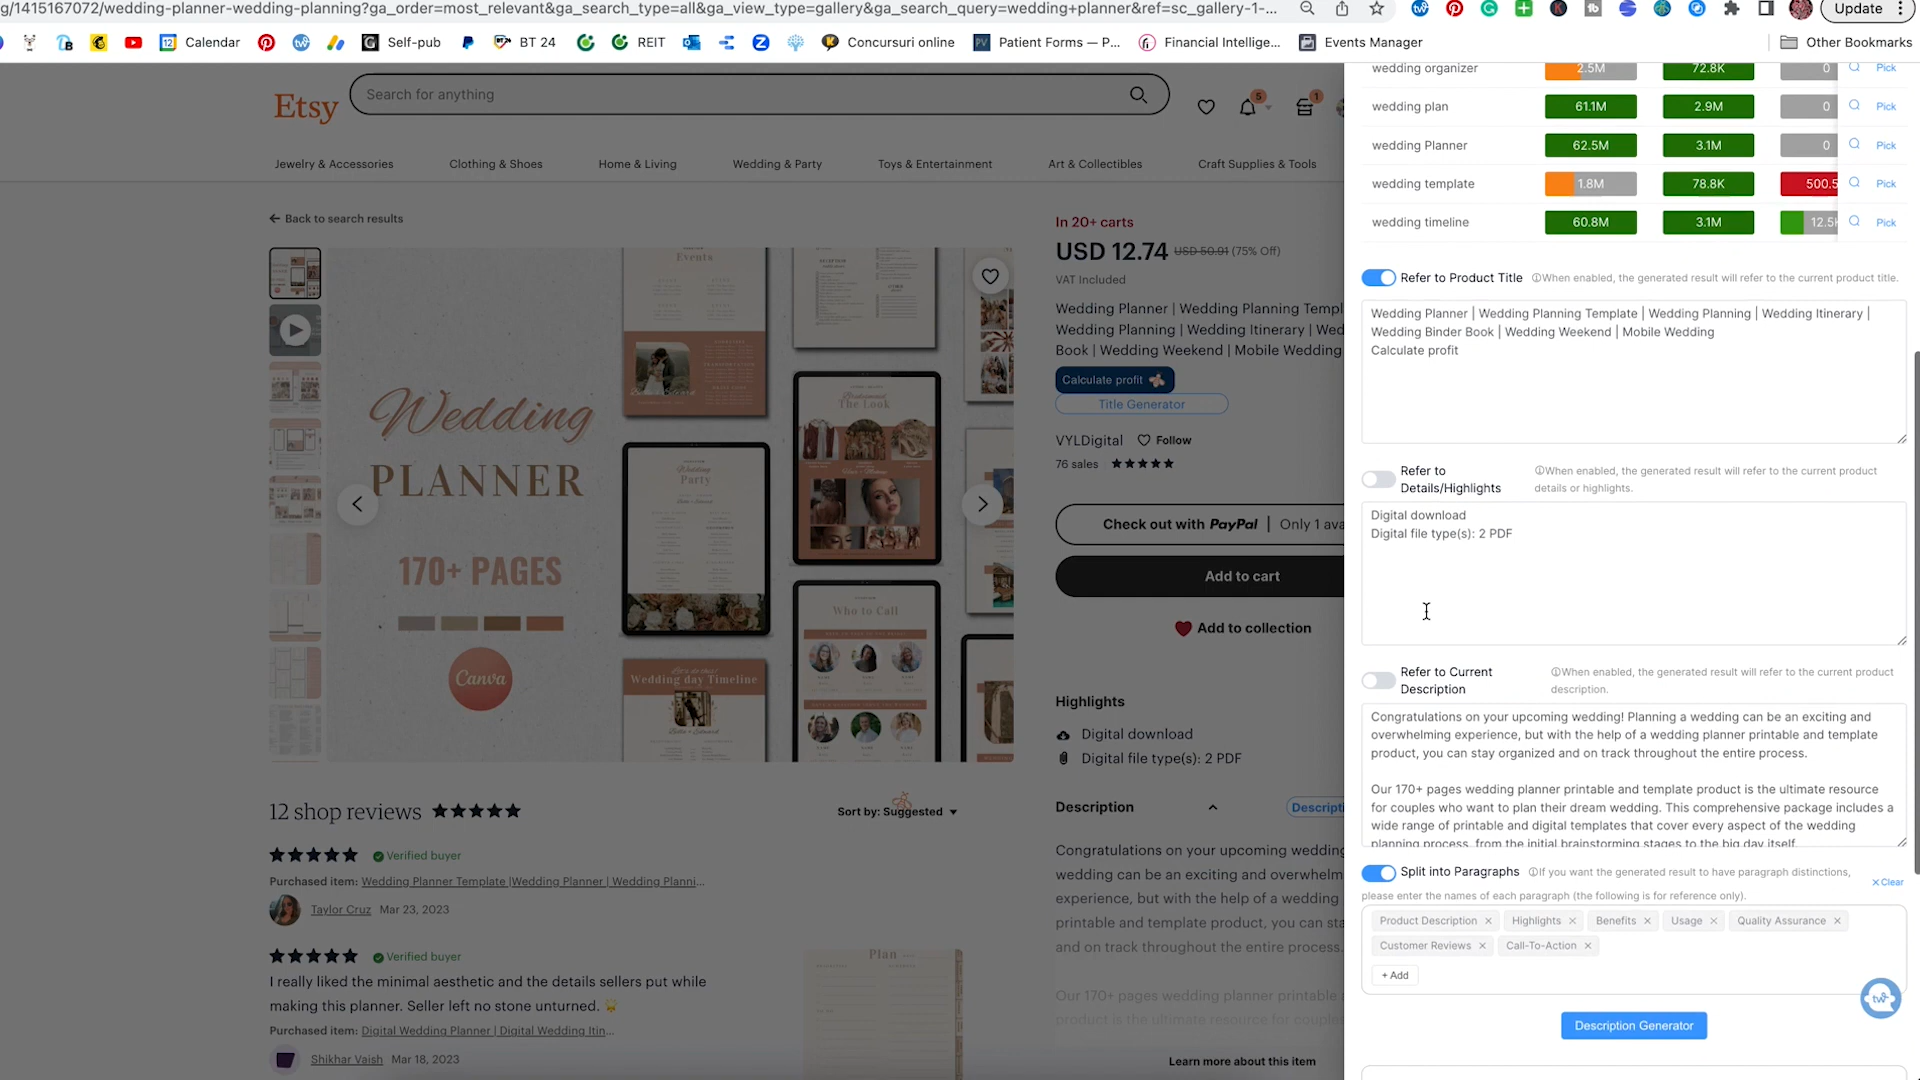 g/1415167072/wedding-planner-wedding-planning?ga_order=most_relevant&ga_search_type=all&ga_view_type=gallery&ga_search_query=wedding+planner&ref=sc_gallery-1-...
Update
Calendar
Self-pub
BT 24
REIT
Concursuri online
Patient Forms — P...
Financial Intellige...
Events Manager
Other Bookmarks
Etsy
Search for anything
5
1
Jewelry & Accessories
Clothing & Shoes
Home & Living
Wedding & Party
Toys & Entertainment
Art & Collectibles
Craft Supplies & Tools
Back to search results
Events
Wedding
PLANNER
170+ PAGES
Canva
Wedding
Party
The Look
Who to Call
Wedding day Timeline
In 20+ carts
USD 12.74 USD 50.91 (75% Off)
VAT Included
Wedding Planner | Wedding Planning Templ
Wedding Planning | Wedding Itinerary | Wed
Book | Wedding Weekend | Mobile Wedding
Calculate profit
Title Generator
VYLDigital Follow
76 sales
Check out with PayPal | Only 1 ava
Add to cart
Add to collection
Highlights
Digital download
Digital file type(s): 2 PDF
Description
Descripti
Congratulations on your upcoming wedding
wedding can be an exciting and overwhelm
experience, but with the help of a wedding
printable and template product, you can sta
and on track throughout the entire process.
Our 170+ pages wedding planner printable
product is the ultimate resource for couples
Learn more about this item
12 shop reviews
Sort by: Suggested
Verified buyer
Purchased item: Wedding Planner Template |Wedding Planner | Wedding Planni...
Taylor Cruz Mar 23, 2023
Verified buyer
I really liked the minimal aesthetic and the details sellers put while
making this planner. Seller left no stone unturned.
Purchased item: Digital Wedding Planner | Digital Wedding Itin...
Shikhar Vaish Mar 18, 2023
Plan
wedding organizer 2.5M 72.8K 0 Pick
wedding plan 61.1M 2.9M 0 Pick
wedding Planner 62.5M 3.1M 0 Pick
wedding template 1.8M 78.8K 500.5 Pick
wedding timeline 60.8M 3.1M 12.5 Pick
Refer to Product Title When enabled, the generated result will refer to the current product title.
Wedding Planner | Wedding Planning Template | Wedding Planning | Wedding Itinerary |
Wedding Binder Book | Wedding Weekend | Mobile Wedding
Calculate profit
Refer to
Details/Highlights
When enabled, the generated result will refer to the current product
details or highlights.
Digital download
Digital file type(s): 2 PDF
Refer to Current
Description
When enabled, the generated result will refer to the current product
description.
Congratulations on your upcoming wedding! Planning a wedding can be an exciting and
overwhelming experience, but with the help of a wedding planner printable and template
product, you can stay organized and on track throughout the entire process.
Our 170+ pages wedding planner printable and template product is the ultimate resource
for couples who want to plan their dream wedding. This comprehensive package includes a
wide range of printable and digital templates that cover every aspect of the wedding
planning process, from the initial brainstorming stages to the big day itself.
Split into Paragraphs If you want the generated result to have paragraph distinctions,
please enter the names of each paragraph (the following is for reference only).
Clear
Product Description Highlights Benefits Usage Quality Assurance
Customer Reviews Call-To-Action
+ Add
Description Generator